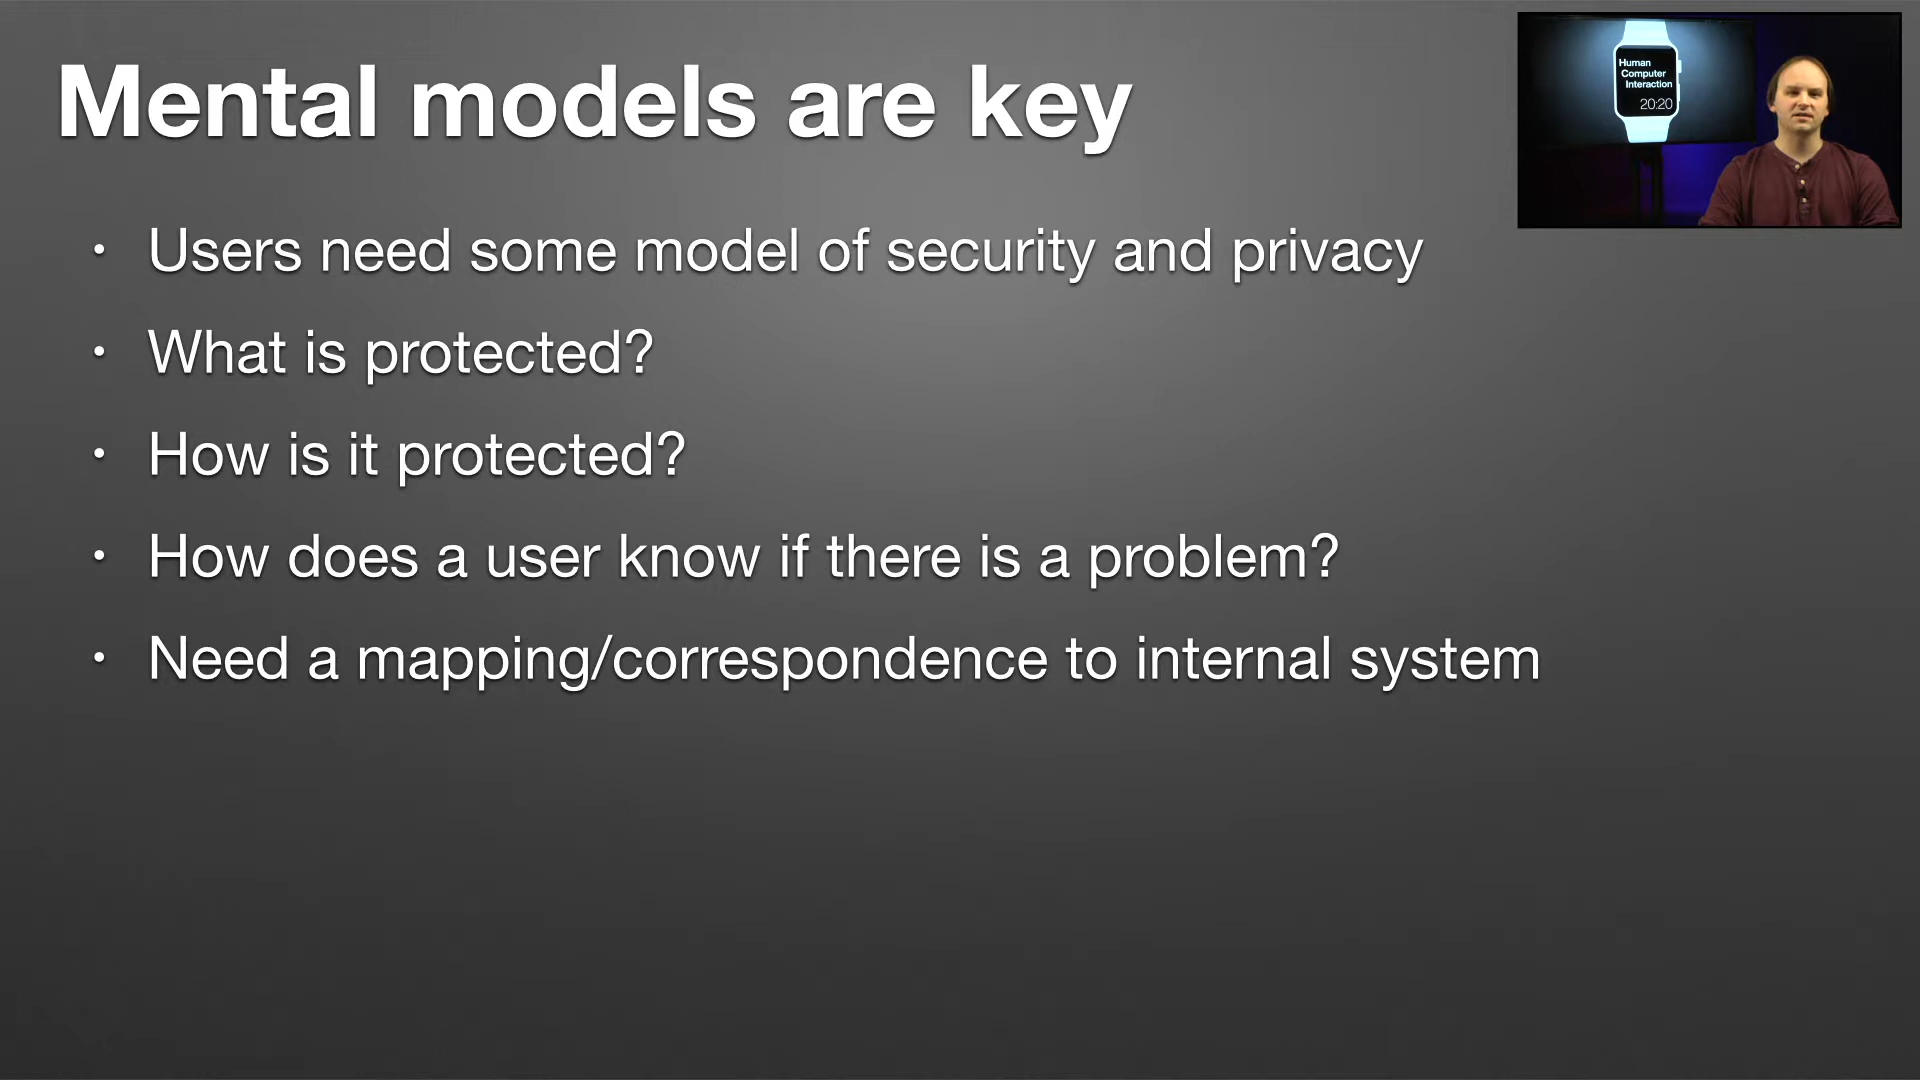 Mental models are key
Human
Computer
Interaction
20:20
• Users need some model of security and privacy
• What is protected?
• How is it protected?
• How does a user know if there is a problem?
• Need a mapping/correspondence to internal system